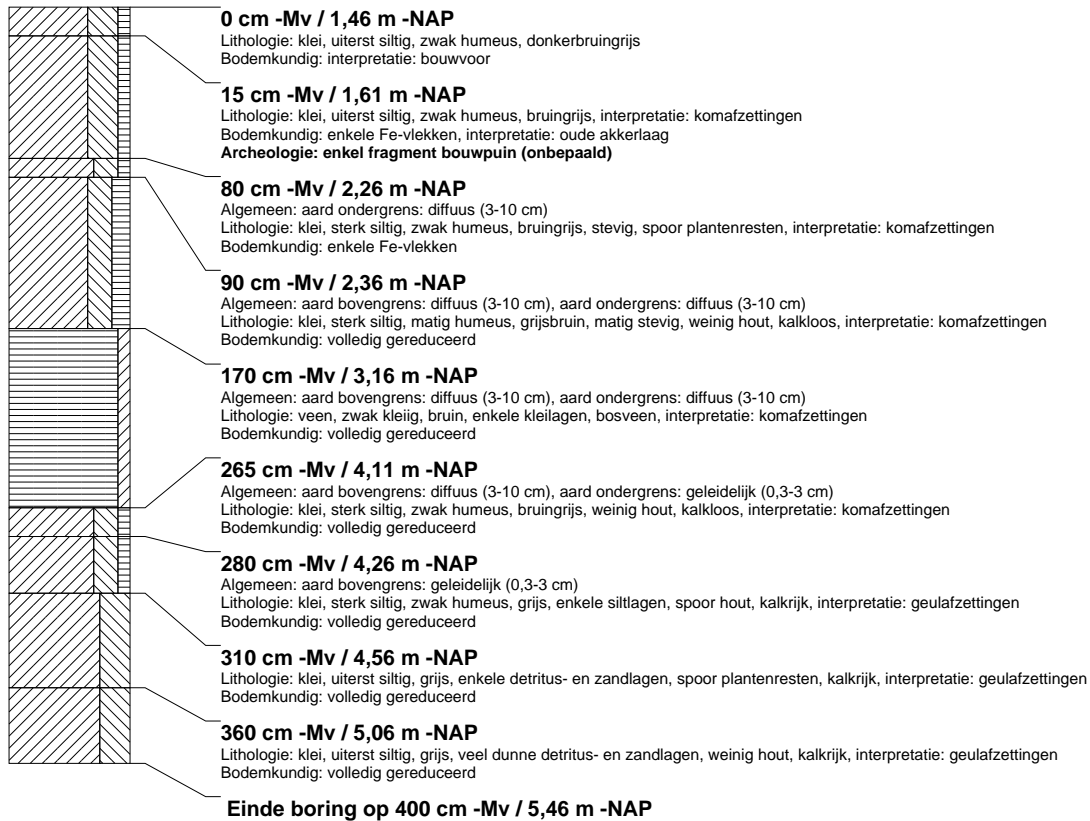 0 cm -Mv / 1,46 m -NAP
Lithologie: klei, uiterst siltig, zwak humeus, donkerbruingrijs
Bodemkundig: interpretatie: bouwvoor
15 cm -Mv / 1,61 m -NAP
Lithologie: klei, uiterst siltig, zwak humeus, bruingrijs, interpretatie: komafzettingen
Bodemkundig: enkele Fe-vlekken, interpretatie: oude akkerlaag
Archeologie: enkel fragment bouwpuin (onbepaald)
80 cm -Mv / 2,26 m -NAP
Algemeen: aard ondergrens: diffuus (3-10 cm)
Lithologie: klei, sterk siltig, zwak humeus, bruingrijs, stevig, spoor plantenresten, interpretatie: komafzettingen
Bodemkundig: enkele Fe-vlekken
90 cm -Mv / 2,36 m -NAP
Algemeen: aard bovengrens: diffuus (3-10 cm), aard ondergrens: diffuus (3-10 cm)
Lithologie: klei, sterk siltig, matig humeus, grijsbruin, matig stevig, weinig hout, kalkloos, interpretatie: komafzettingen
Bodemkundig: volledig gereduceerd
170 cm -Mv / 3,16 m -NAP
Algemeen: aard bovengrens: diffuus (3-10 cm), aard ondergrens: diffuus (3-10 cm)
Lithologie: veen, zwak kleiig, bruin, enkele kleilagen, bosveen, interpretatie: komafzettingen
Bodemkundig: volledig gereduceerd
265 cm -Mv / 4,11 m -NAP
Algemeen: aard bovengrens: diffuus (3-10 cm), aard ondergrens: geleidelijk (0,3-3 cm)
Lithologie: klei, sterk siltig, zwak humeus, bruingrijs, weinig hout, kalkloos, interpretatie: komafzettingen
Bodemkundig: volledig gereduceerd
280 cm -Mv / 4,26 m -NAP
Algemeen: aard bovengrens: geleidelijk (0,3-3 cm)
Lithologie: klei, sterk siltig, zwak humeus, grijs, enkele siltlagen, spoor hout, kalkrijk, interpretatie: geulafzettingen
Bodemkundig: volledig gereduceerd
310 cm -Mv / 4,56 m -NAP
Lithologie: klei, uiterst siltig, grijs, enkele detritus- en zandlagen, spoor plantenresten, kalkrijk, interpretatie: geulafzettingen
Bodemkundig: volledig gereduceerd
360 cm -Mv / 5,06 m -NAP
Lithologie: klei, uiterst siltig, grijs, veel dunne detritus- en zandlagen, weinig hout, kalkrijk, interpretatie: geulafzettingen
Bodemkundig: volledig gereduceerd
Einde boring op 400 cm -Mv / 5,46 m -NAP